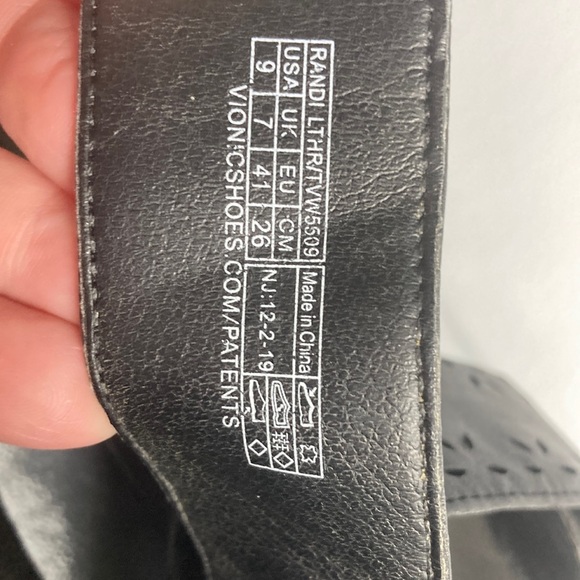 RANDI LTHR/TVW5509
USA UK EU CM
9 7 41 26
Made in China
NJ:12-2-19
VIONICSHOES.COM/PATENTS